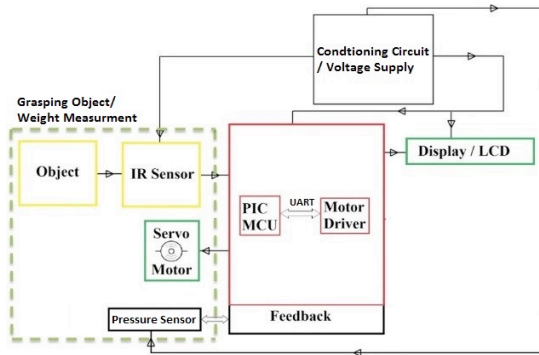 Condtioning Circuit
/ Voltage Supply
Grasping Object/
Weight Measurment
Object
IR Sensor
Display / LCD
PIC
MCU
UART
Motor
Driver
Servo
Motor
Pressure Sensor
Feedback